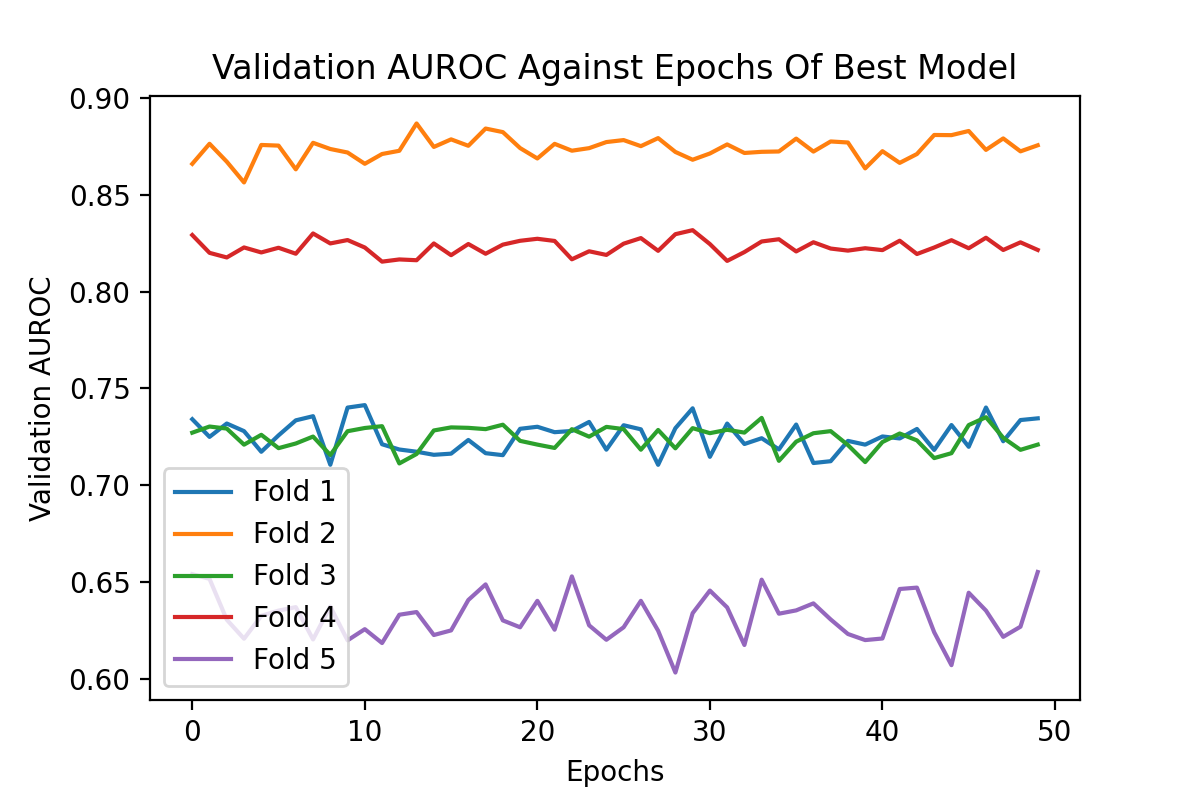 Validation AUROC Against Epochs Of Best Model
Validation AUROC
0.90
0.85
0.80
0.75
0.70
0.65
0.60
Fold 1
Fold 2
Fold 3
Fold 4
Fold 5
0 10 20 30 40 50
Epochs